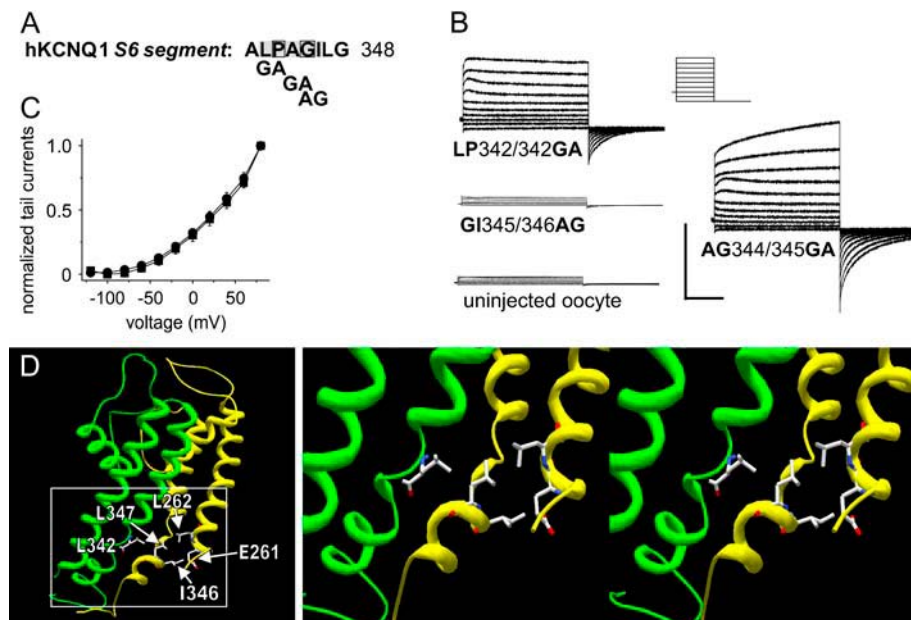 A
hKCNQ1 S6 segment: ALPAGILG 348
GA
GA
AG
B
LP342/342GA
GI345/346AG
uninjected oocyte
AG344/345GA
C
normalized tail currents
1.0
0.5
0
-100 -50 0 50
voltage (mV)
D
L262
L347
L342
E261
I346